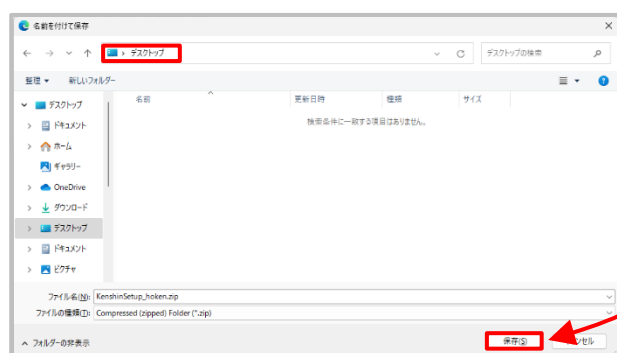 名前を付けて保存
デスクトップ
デスクトップの検索
整理
新しいフォルダー
名前
更新日時
種類
サイズ
検索条件に一致する項目はありません。
デスクトップ
ドキュメント
ホーム
ギャラリー
OneDrive
ダウンロード
デスクトップ
ドキュメント
ピクチャ
ファイル名(N): KenshinSetup_hoken.zip
ファイルの種類(T): Compressed (zipped) Folder (*.zip)
フォルダーの非表示
保存(S)